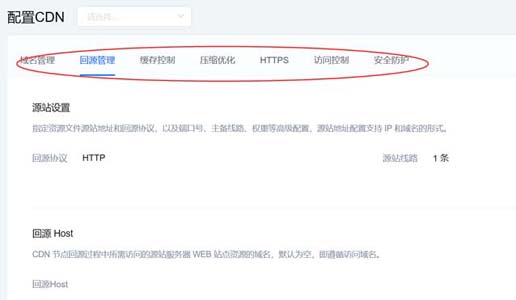 配置CDN 请选择...
域名管理 回源管理 缓存控制 压缩优化 HTTPS 访问控制 安全防护
源站设置
指定资源文件源站地址和回源协议，以及端口号、主备线路、权重等高级配置，源站地址配置支持 IP 和域名的形式。
回源协议 HTTP 源站线路 1 条
回源 Host
CDN 节点回源过程中所需访问的源站服务器 WEB 站点资源的域名，默认为空，即遵循访问域名。
回源Host